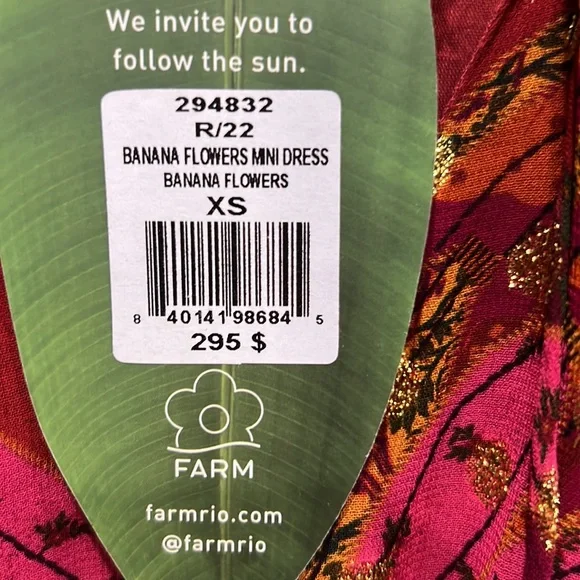 We invite you to
follow the sun.
294832
R/22
BANANA FLOWERS MINI DRESS
BANANA FLOWERS
XS
8 40141 98684 5
295 $
FARM
farmrio.com
@farmrio